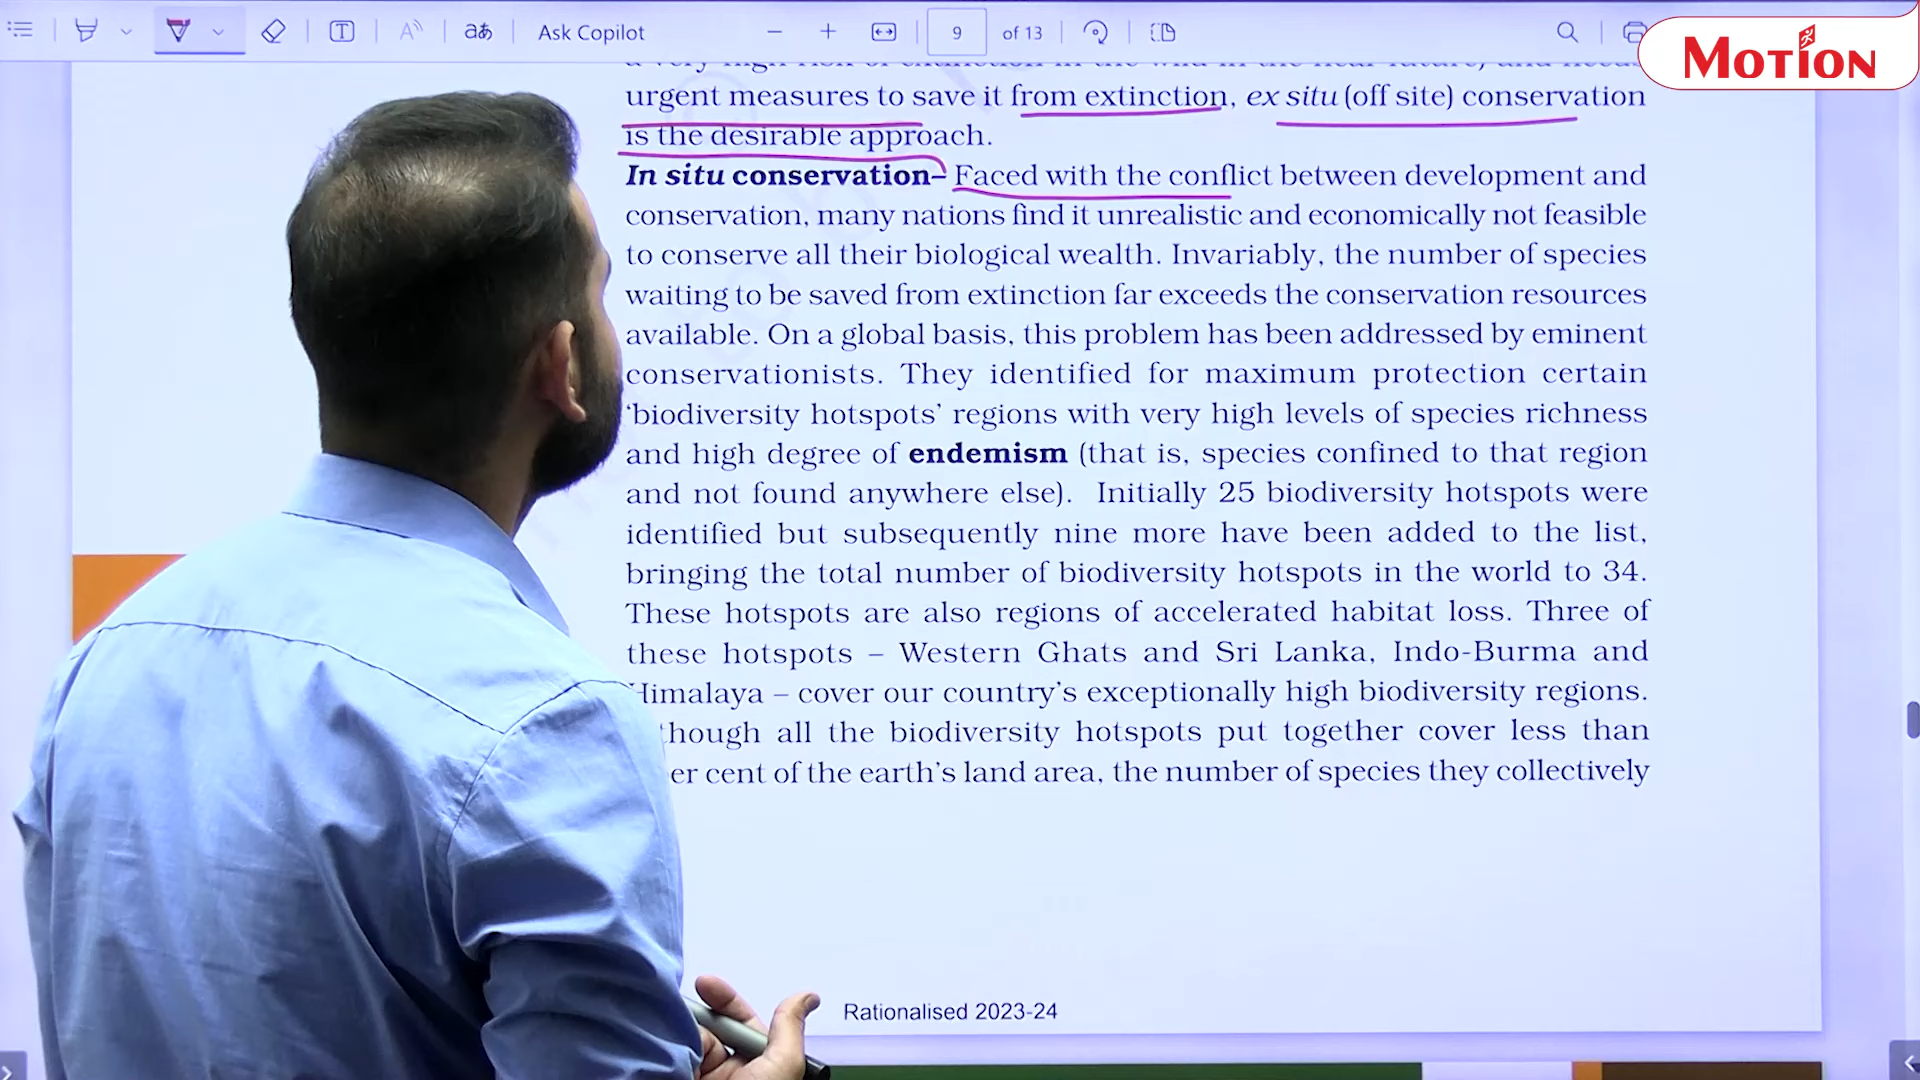 Ask Copilot
9 of 13
MOTION
urgent measures to save it from extinction, ex situ (off site) conservation
is the desirable approach.
In situ conservation– Faced with the conflict between development and
conservation, many nations find it unrealistic and economically not feasible
to conserve all their biological wealth. Invariably, the number of species
waiting to be saved from extinction far exceeds the conservation resources
available. On a global basis, this problem has been addressed by eminent
conservationists. They identified for maximum protection certain
‘biodiversity hotspots’ regions with very high levels of species richness
and high degree of endemism (that is, species confined to that region
and not found anywhere else). Initially 25 biodiversity hotspots were
identified but subsequently nine more have been added to the list,
bringing the total number of biodiversity hotspots in the world to 34.
These hotspots are also regions of accelerated habitat loss. Three of
these hotspots – Western Ghats and Sri Lanka, Indo-Burma and
Himalaya – cover our country’s exceptionally high biodiversity regions.
all the biodiversity hotspots put together cover less than
cent of the earth’s land area, the number of species they collectively
Rationalised 2023-24